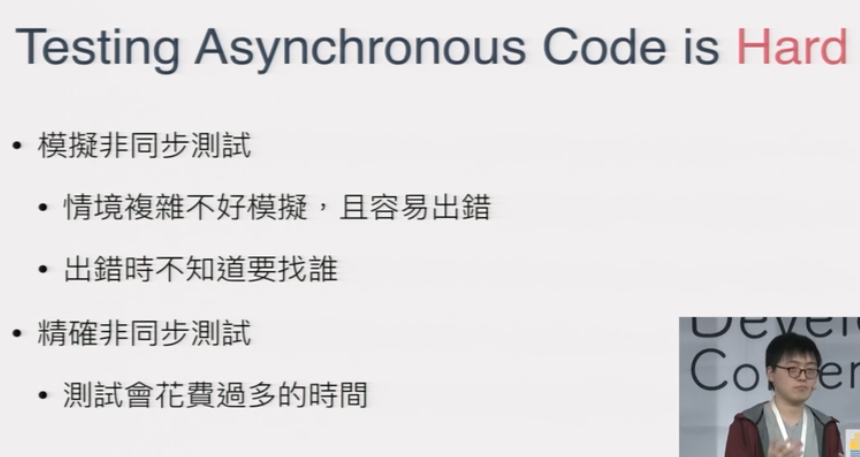 Testing Asynchronous Code is Hard
• 模擬非同步測試
• 情境複雜不好模擬，且容易出錯
• 出錯時不知道要找誰
• 精確非同步測試
• 測試會花費過多的時間